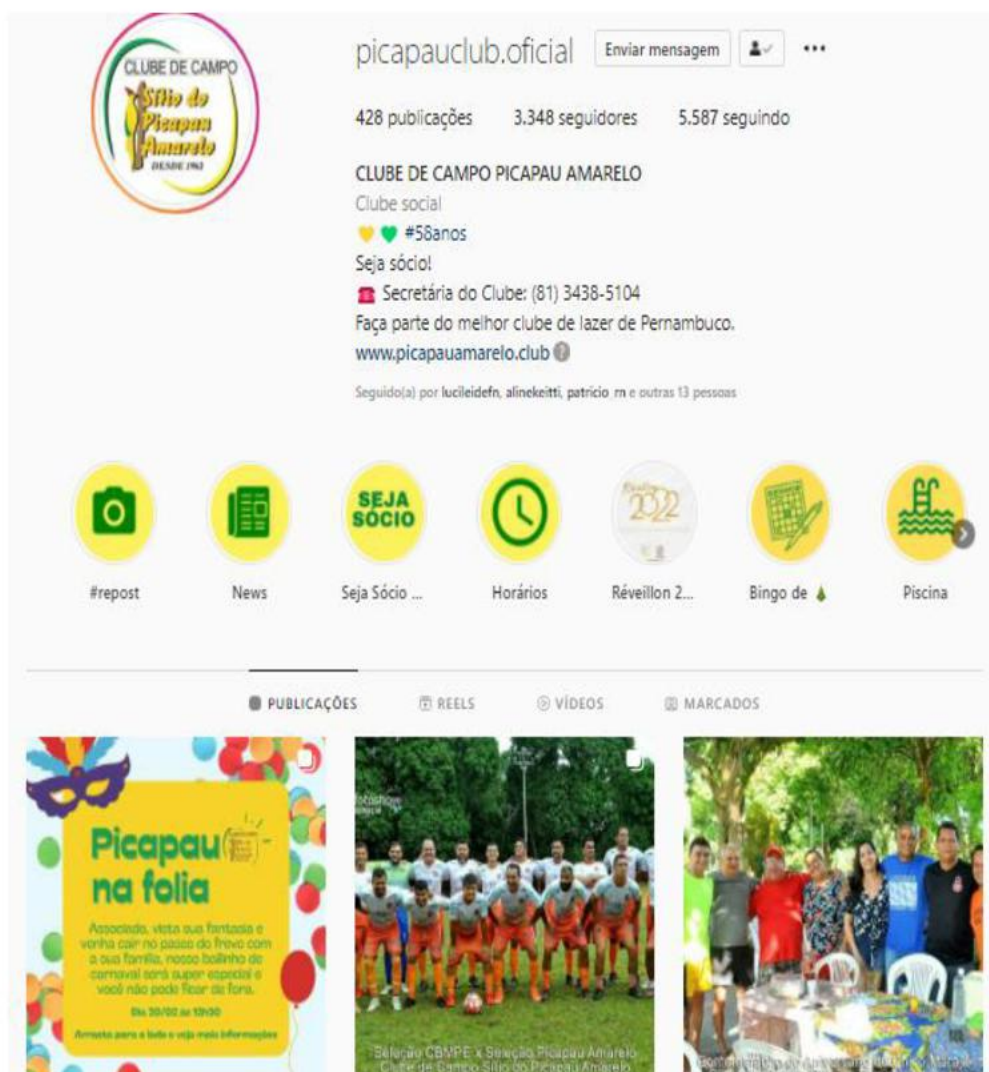 CLUBE DE CAMPO
Sítio do
Picapau
Amarelo
DESDE 1963
picapauclub.oficial
Enviar mensagem
428 publicações 3.348 seguidores 5.587 seguindo
CLUBE DE CAMPO PICAPAU AMARELO
Clube social
💛 💚 #58anos
Seja sócio!
☎️ Secretária do Clube: (81) 3438-5104
Faça parte do melhor clube de lazer de Pernambuco.
www.picapauamarelo.club
Seguido(a) por lucileidefn, alinekeitti, patricio_rn e outras 13 pessoas
SEJA
SÓCIO
2022
#repost News Seja Sócio ... Horários Réveillon 2... Bingo de 🌲 Piscina
PUBLICAÇÕES REELS VÍDEOS MARCADOS
Picapau
na folia
Associado, vista sua fantasia e
venha cair no passo do frevo com
a sua família, nosso bailinho de
carnaval será super especial e
você não pode ficar de fora.
Dia 20/02 às 13h30
Arrasta para o lado e veja mais informações
Seleção CBMPE x Seleção Picapau Amarelo
Clube de Campo Sítio do Picapau Amarelo